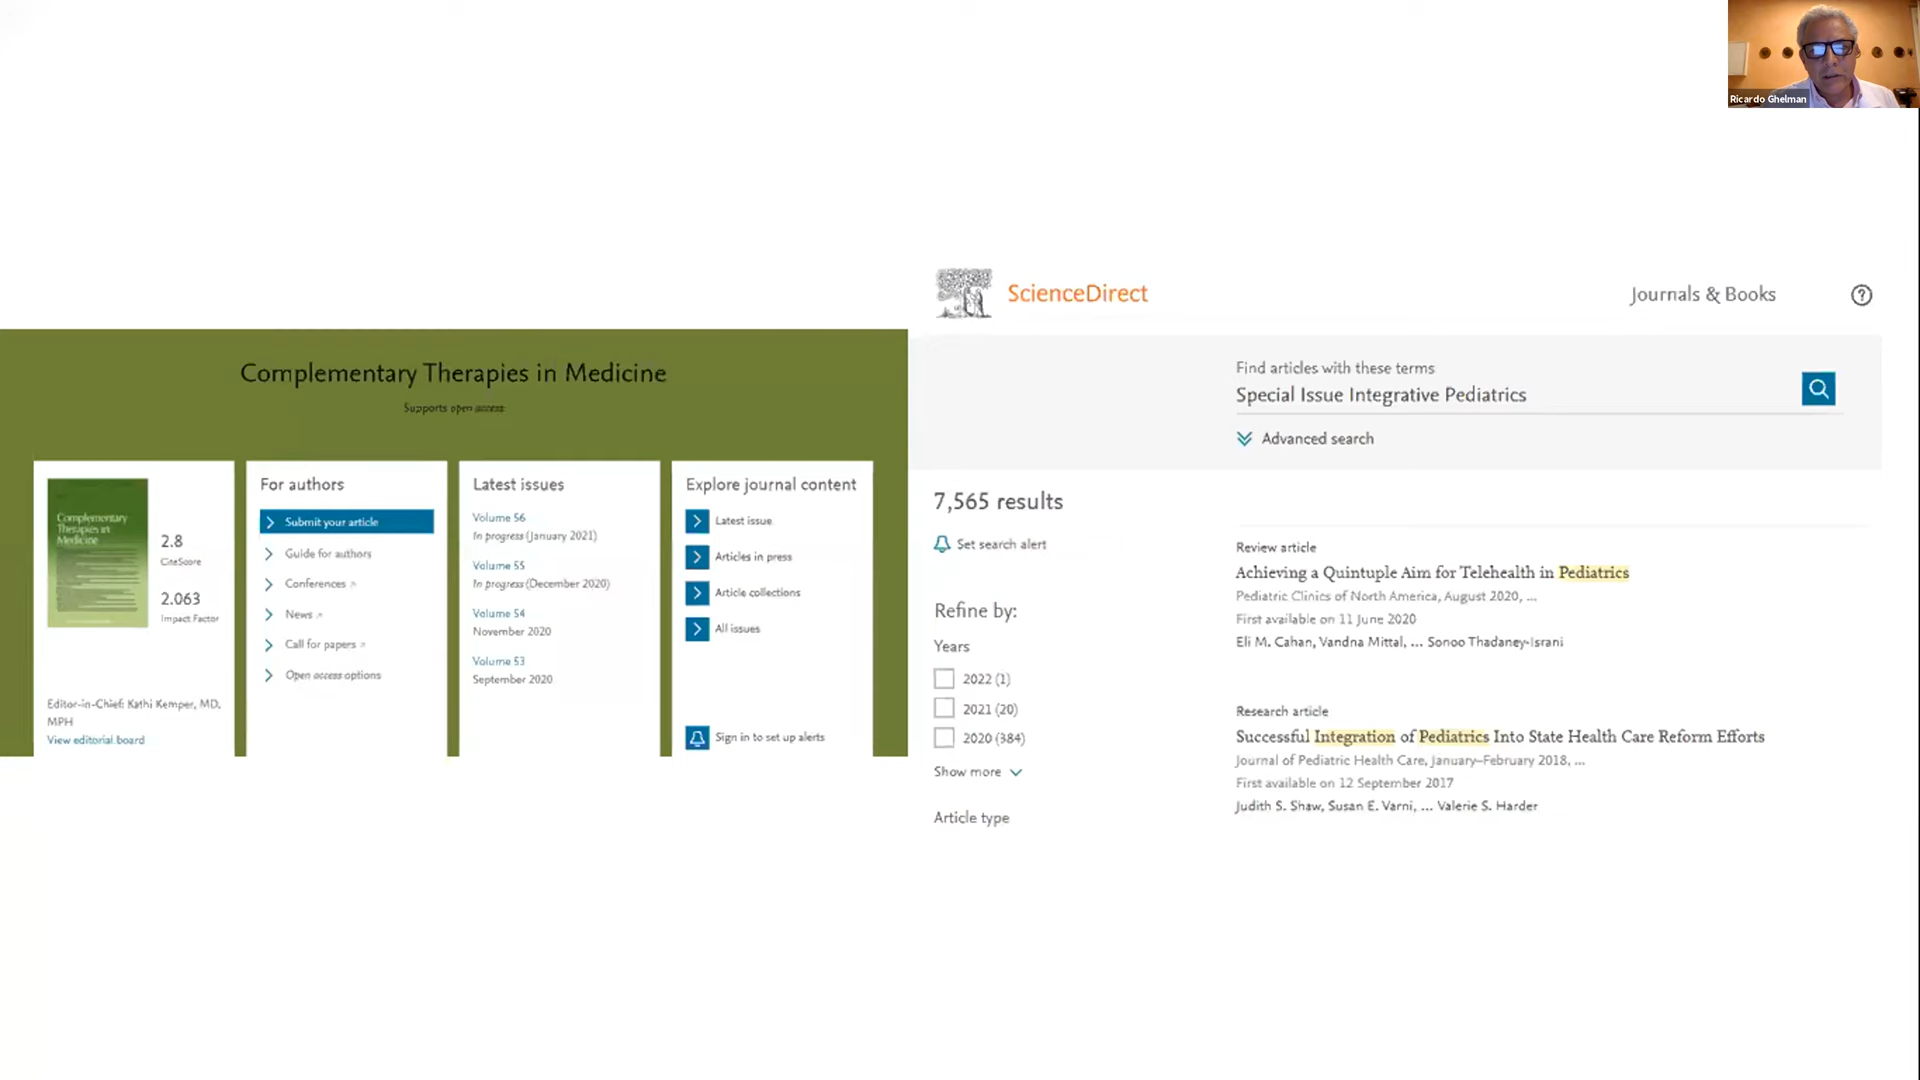 Ricardo Ghelman
Complementary Therapies in Medicine
Supports open access
Complementary
Therapies in
Medicine
2.8
CiteScore
2.063
Impact Factor
Editor-in-Chief: Kathi Kemper, MD,
MPH
View editorial board
For authors
Submit your article
Guide for authors
Conferences
News
Call for papers
Open access options
Latest issues
Volume 56
In progress (January 2021)
Volume 55
In progress (December 2020)
Volume 54
November 2020
Volume 53
September 2020
Explore journal content
Latest issue
Articles in press
Article collections
All issues
Sign in to set up alerts
ScienceDirect
Journals & Books
Find articles with these terms
Special Issue Integrative Pediatrics
Advanced search
7,565 results
Set search alert
Refine by:
Years
2022 (1)
2021 (20)
2020 (384)
Show more
Article type
Review article
Achieving a Quintuple Aim for Telehealth in Pediatrics
Pediatric Clinics of North America, August 2020, ...
First available on 11 June 2020
Eli M. Cahan, Vandna Mittal, ... Sonoo Thadaney-Israni
Research article
Successful Integration of Pediatrics Into State Health Care Reform Efforts
Journal of Pediatric Health Care, January–February 2018, ...
First available on 12 September 2017
Judith S. Shaw, Susan E. Varni, ... Valerie S. Harder